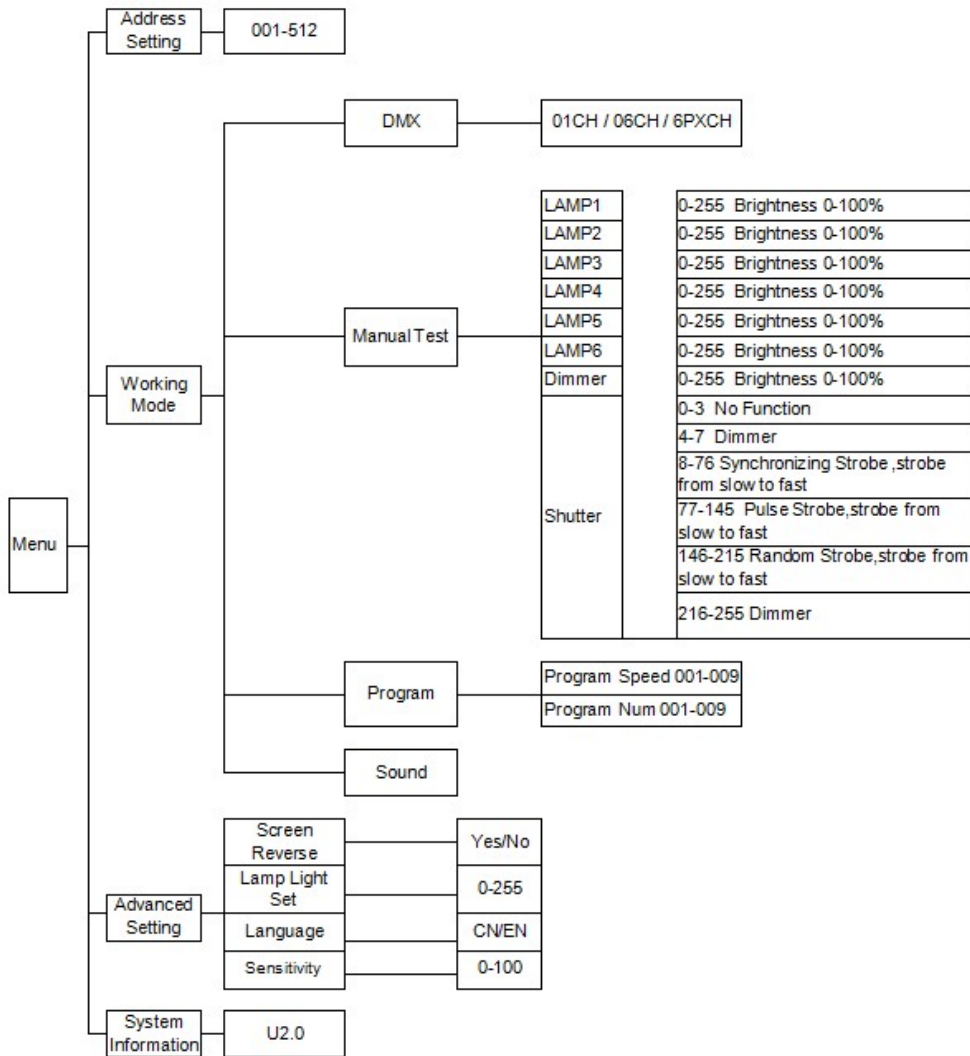 Address
Setting
001-512
DMX
01CH / 06CH / 6PXCH
LAMP1
0-255 Brightness 0-100%
LAMP2
0-255 Brightness 0-100%
LAMP3
0-255 Brightness 0-100%
LAMP4
0-255 Brightness 0-100%
Manual Test
LAMP5
0-255 Brightness 0-100%
LAMP6
0-255 Brightness 0-100%
Working
Mode
Dimmer
0-255 Brightness 0-100%
0-3 No Function
4-7 Dimmer
8-76 Synchronizing Strobe ,strobe
from slow to fast
Menu
Shutter
77-145 Pulse Strobe,strobe from
slow to fast
146-215 Random Strobe,strobe from
slow to fast
216-255 Dimmer
Program
Program Speed 001-009
Program Num 001-009
Sound
Advanced
Setting
Screen
Reverse
Yes/No
Lamp Light
Set
0-255
Language
CN/EN
Sensitivity
0-100
System
Information
U2.0